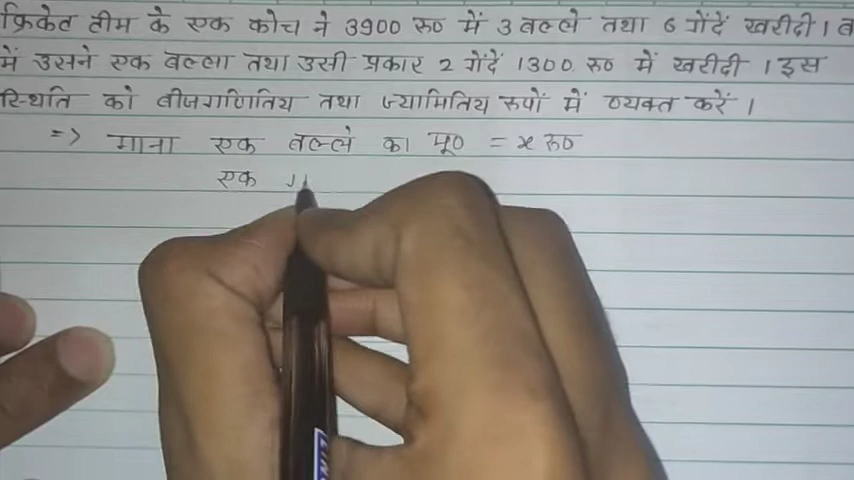 क्रिकेट टीम के एक कोच ने 3900 रू० में 3 बल्ले तथा 6 गेंदें खरीदी ।
में उसने एक बल्ला तथा उसी प्रकार 2 गेंदें 1300 रू० में खरीदी । इस
स्थिति को बीजगणितिय तथा ज्यामितिय रुपों में व्यक्त करें ।
=> माना एक बल्ले का मू० = x रू०
एक